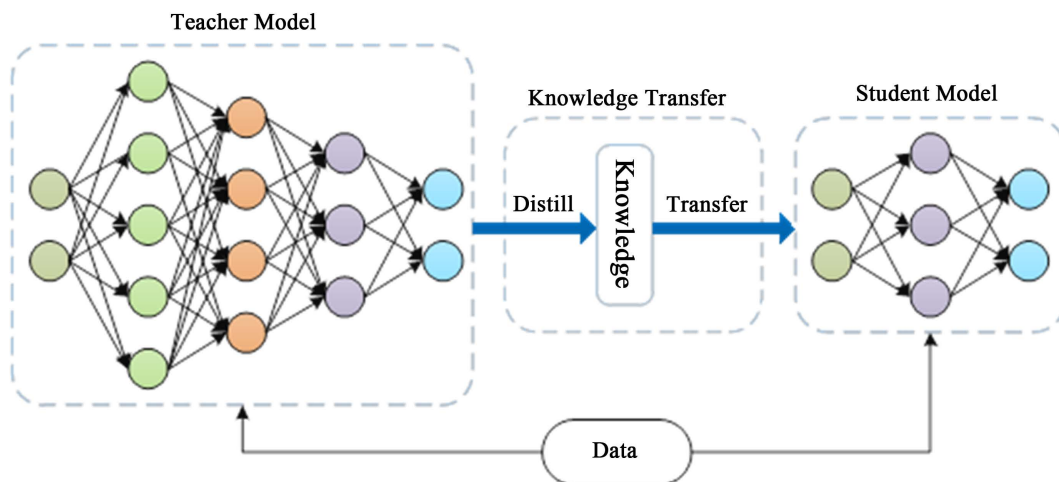 Teacher Model
Knowledge Transfer
Student Model
Distill
Knowledge
Transfer
Data